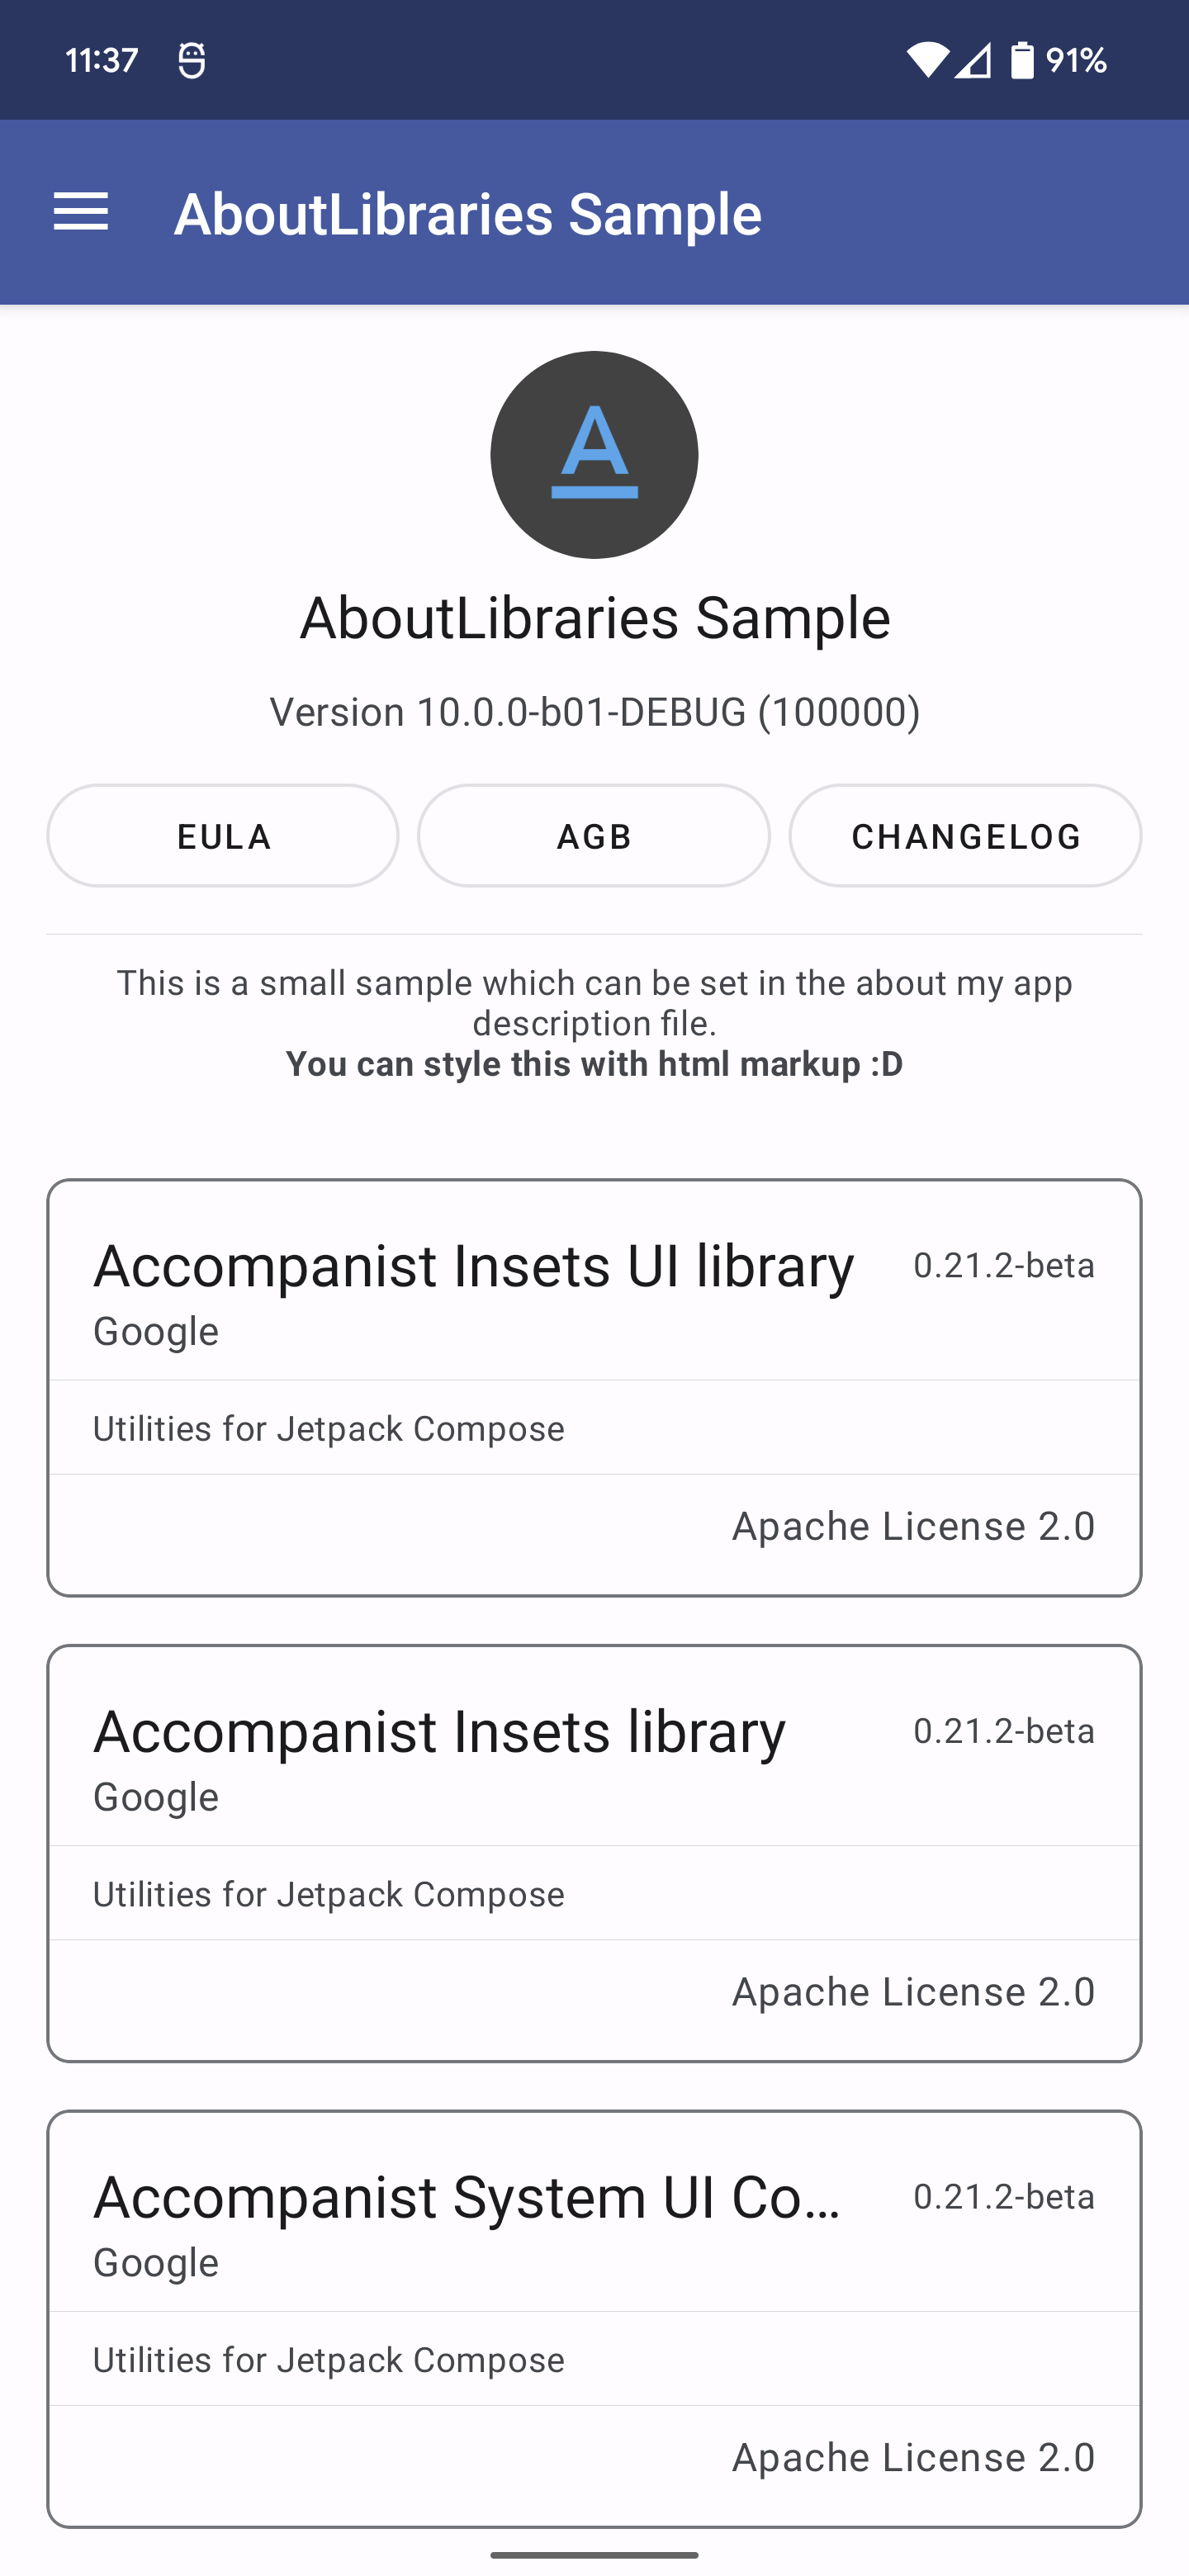 11:37
91%
AboutLibraries Sample
A
AboutLibraries Sample
Version 10.0.0-b01-DEBUG (100000)
EULA
AGB
CHANGELOG
This is a small sample which can be set in the about my app
description file.
You can style this with html markup :D
Accompanist Insets UI library
0.21.2-beta
Google
Utilities for Jetpack Compose
Apache License 2.0
Accompanist Insets library
0.21.2-beta
Google
Utilities for Jetpack Compose
Apache License 2.0
Accompanist System UI Co...
0.21.2-beta
Google
Utilities for Jetpack Compose
Apache License 2.0